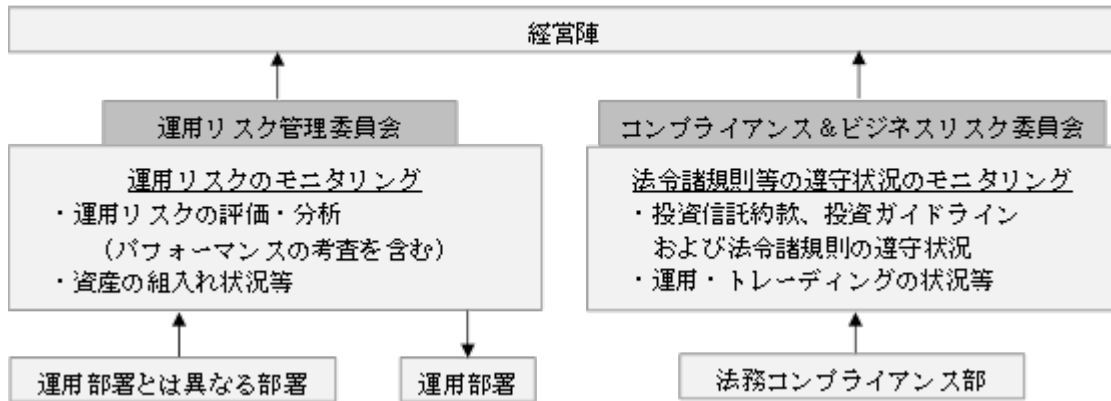 経営陣
運用リスク管理委員会
運用リスクのモニタリング
・運用リスクの評価・分析
（パフォーマンスの考査を含む）
・資産の組入れ状況等
運用部署とは異なる部署
運用部署
コンプライアンス＆ビジネスリスク委員会
法令諸規則等の遵守状況のモニタリング
・投資信託約款、投資ガイドライン
および法令諸規則の遵守状況
・運用・トレーディングの状況等
法務コンプライアンス部